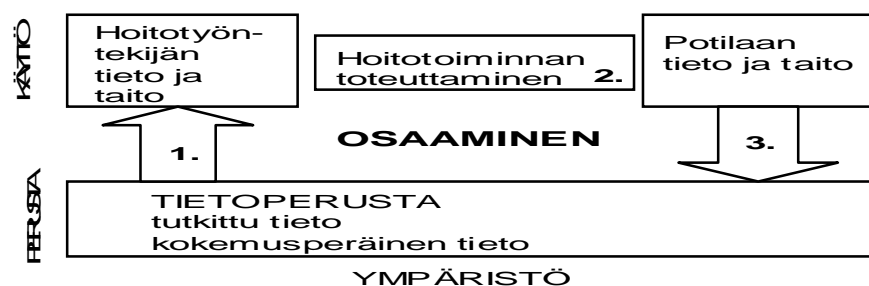 KÄYTTÖ
Hoitotyön-
tekijän
tieto ja
taito
Hoitotoiminnan
toteuttaminen 2.
Potilaan
tieto ja taito
1.
OSAAMINEN
3.
PERUSTA
TIETOPERUSTA
tutkittu tieto
kokemusperäinen tieto
YMPÄRISTÖ